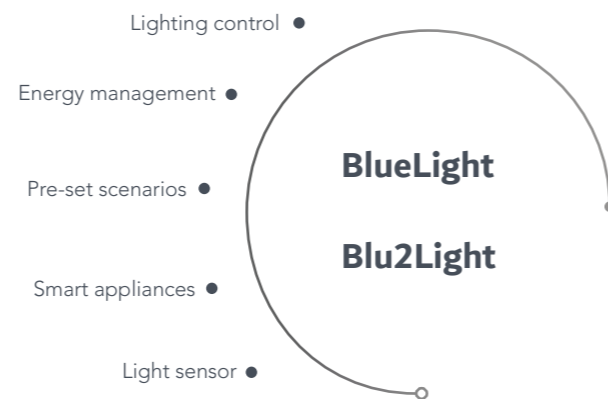 Lighting control
Energy management
Pre-set scenarios
Smart appliances
Light sensor
BlueLight
Blu2Light